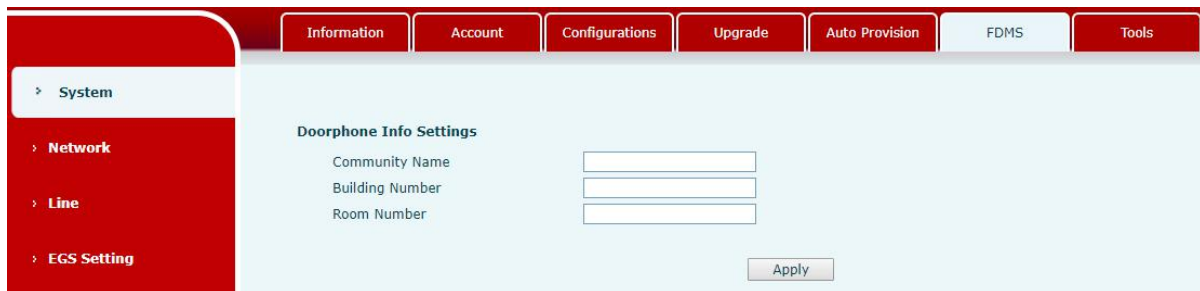 Information Account Configurations Upgrade Auto Provision FDMS Tools
System
Network
Line
EGS Setting
Doorphone Info Settings
Community Name
Building Number
Room Number
Apply